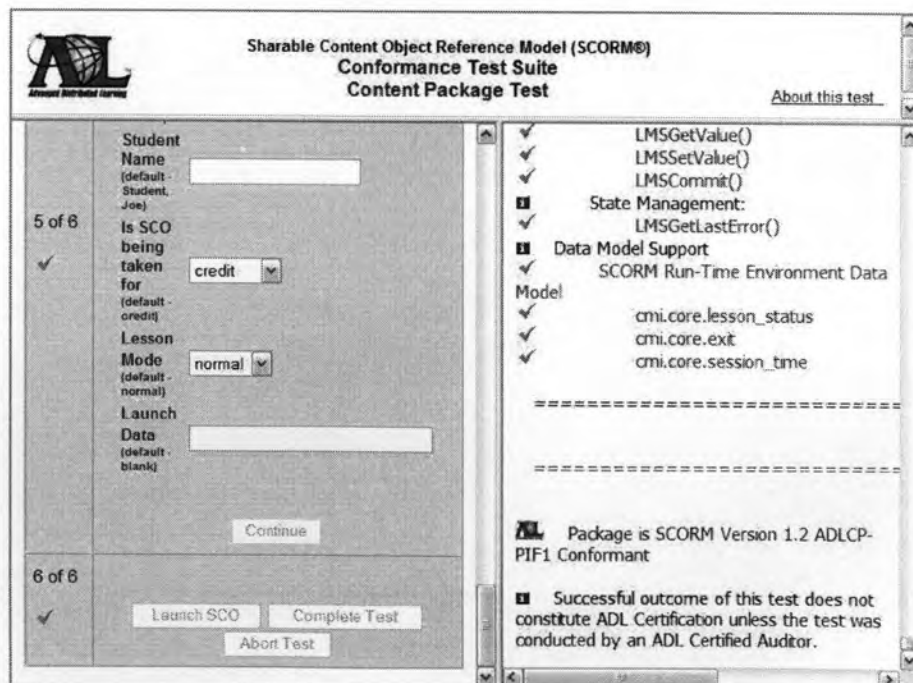 ADL
Advanced Distributed Learning
Sharable Content Object Reference Model (SCORM®)
Conformance Test Suite
Content Package Test
About this test
5 of 6
Student
Name
(default -
Student,
Joe)
Is SCO
being
taken
for
(default -
credit)
credit
Lesson
Mode
(default -
normal)
normal
Launch
Data
(default -
blank)
Continue
6 of 6
Launch SCO
Complete Test
Abort Test
LMSGetValue()
LMSSetValue()
LMSCommit()
State Management:
LMSGetLastError()
Data Model Support
SCORM Run-Time Environment Data
Model
cmi.core.lesson_status
cmi.core.exit
cmi.core.session_time
============================
============================
ADL Package is SCORM Version 1.2 ADLCP-
PIF1 Conformant
Successful outcome of this test does not
constitute ADL Certification unless the test was
conducted by an ADL Certified Auditor.